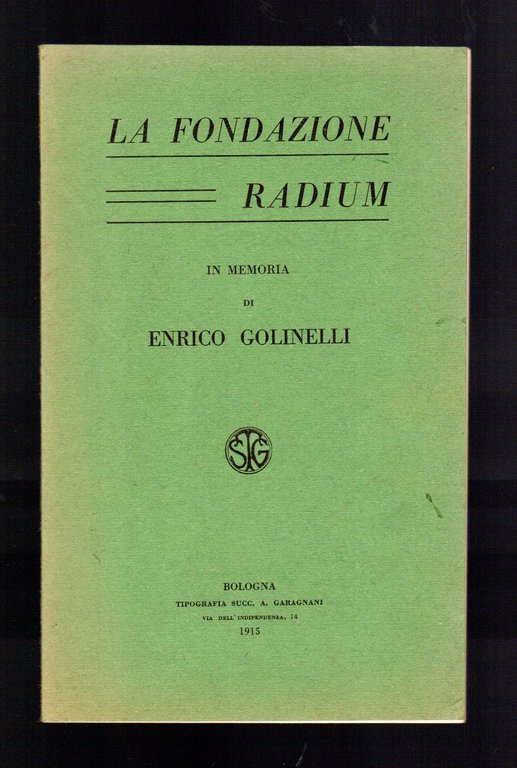 LA FONDAZIONE
RADIUM
IN MEMORIA
DI
ENRICO GOLINELLI
STG
BOLOGNA
TIPOGRAFIA SUCC. A. GARAGNANI
VIA DELL'INDIPENDENZA, 14
1915